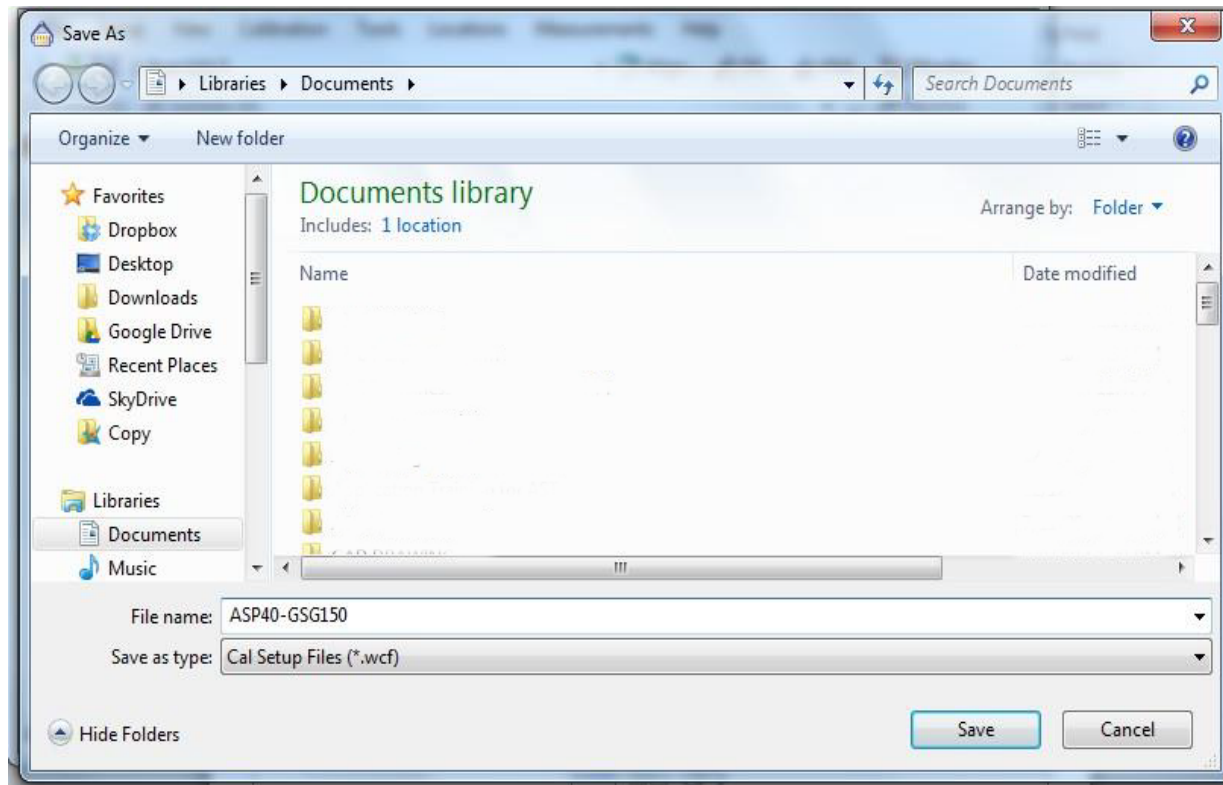 Save As
Libraries Documents
Search Documents
Organize New folder
Favorites
Dropbox
Desktop
Downloads
Google Drive
Recent Places
SkyDrive
Copy
Libraries
Documents
Music
Documents library
Includes: 1 location
Arrange by: Folder
Name Date modified
File name: ASP40-GSG150
Save as type: Cal Setup Files (*.wcf)
Hide Folders
Save Cancel